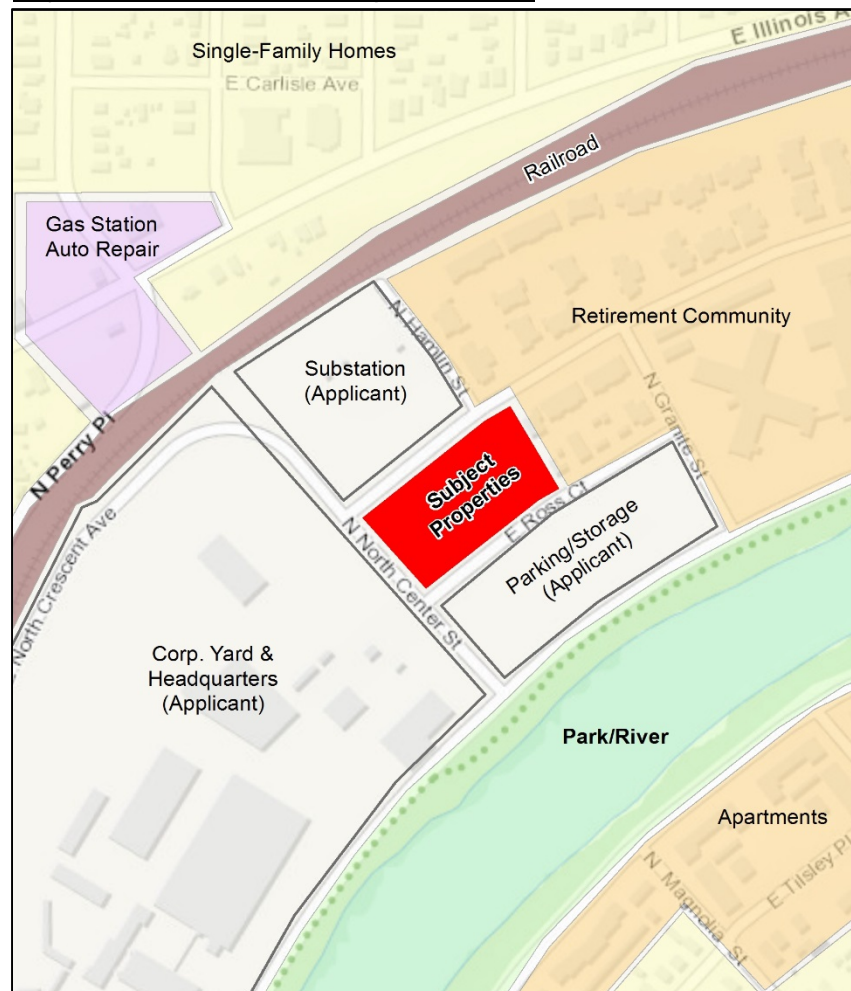 E Illinois A
Single-Family Homes
E Carlisle Ave
Railroad
Gas Station
Auto Repair
N Hamlin St
Retirement Community
Substation
(Applicant)
N Granite St
N Perry Pl
Subject
Properties
E Ross Ct
Parking/Storage
(Applicant)
N North Center St
North Crescent Ave
Corp. Yard &
Headquarters
(Applicant)
Park/River
Apartments
E Tilsley Pl
N Magnolia St